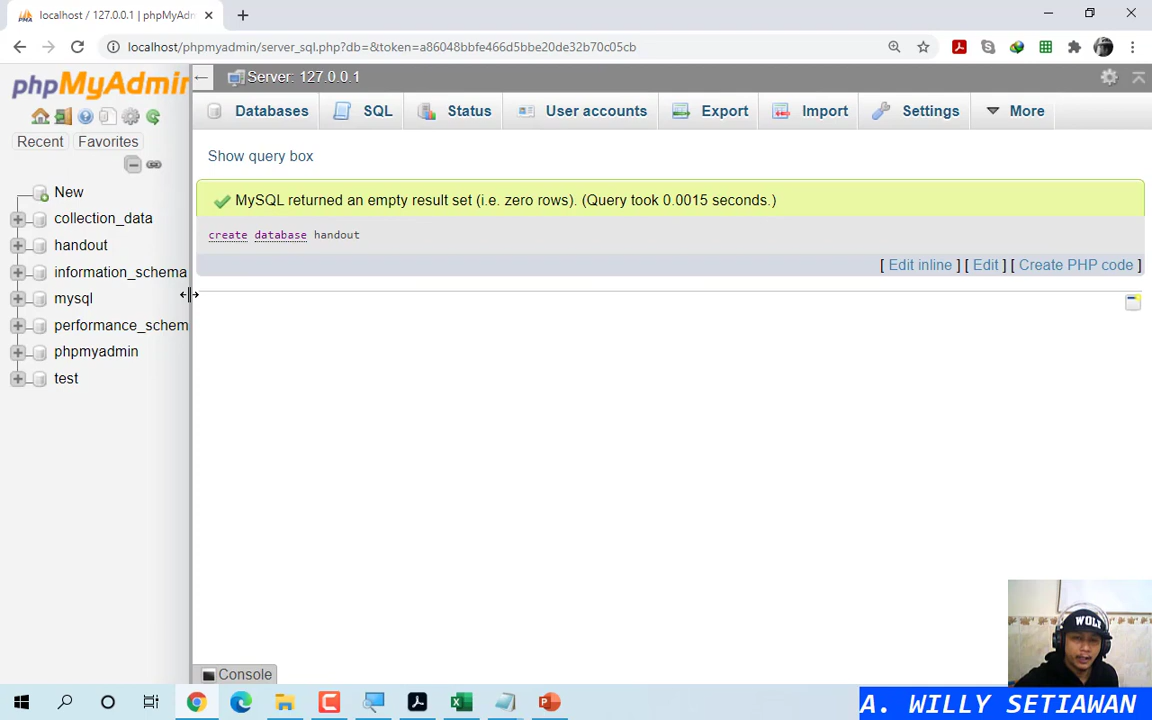 localhost / 127.0.0.1 | phpMyAdm
localhost/phpmyadmin/server_sql.php?db=&token=a86048bbfe466d5bbe20de32b70c05cb
phpMyAdmin
Recent
Favorites
New
collection_data
handout
information_schema
mysql
performance_schem
phpmyadmin
test
Server: 127.0.0.1
Databases
SQL
Status
User accounts
Export
Import
Settings
More
Show query box
MySQL returned an empty result set (i.e. zero rows). (Query took 0.0015 seconds.)
create database handout
[ Edit inline ] [ Edit ] [ Create PHP code ]
Console
WOLV
A. WILLY SETIAWAN